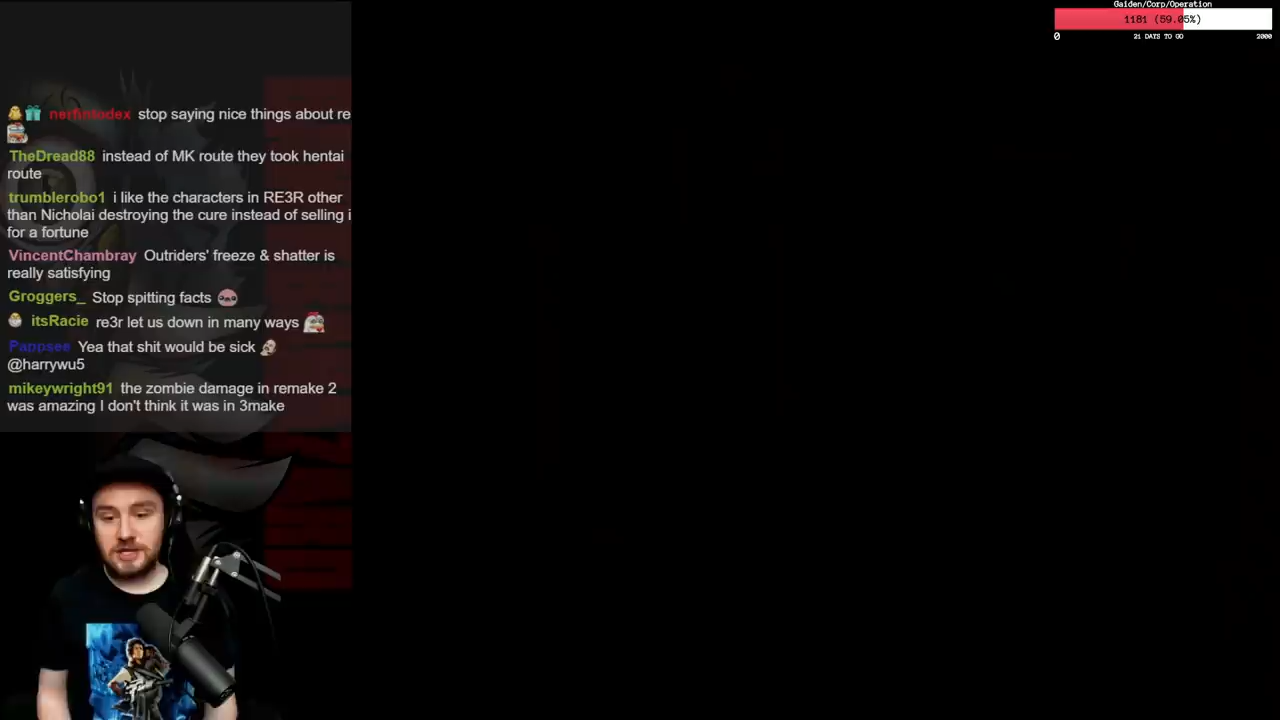 Gaiden/Corp/Operation
1181 (59.05%)
0
21 DAYS TO GO
2000
nerfintodex stop saying nice things about re
TheDread88 instead of MK route they took hentai
route
trumblerobo1 i like the characters in RE3R other
than Nicholai destroying the cure instead of selling i
for a fortune
VincentChambray Outriders' freeze & shatter is
really satisfying
Groggers_ Stop spitting facts
itsRacie re3r let us down in many ways
Pappsee Yea that shit would be sick
@harrywu5
mikeywright91 the zombie damage in remake 2
was amazing I don't think it was in 3make